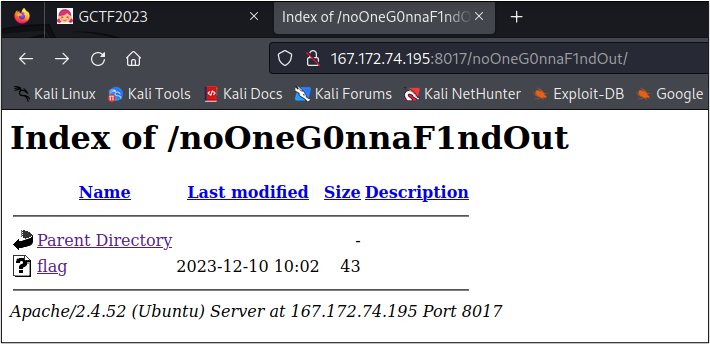 GCTF2023
Index of /noOneG0nnaF1ndO
167.172.74.195:8017/noOneG0nnaF1ndOut/
Kali Linux Kali Tools Kali Docs Kali Forums Kali NetHunter Exploit-DB Google
Index of /noOneG0nnaF1ndOut
Name Last modified Size Description
Parent Directory -
flag 2023-12-10 10:02 43
Apache/2.4.52 (Ubuntu) Server at 167.172.74.195 Port 8017